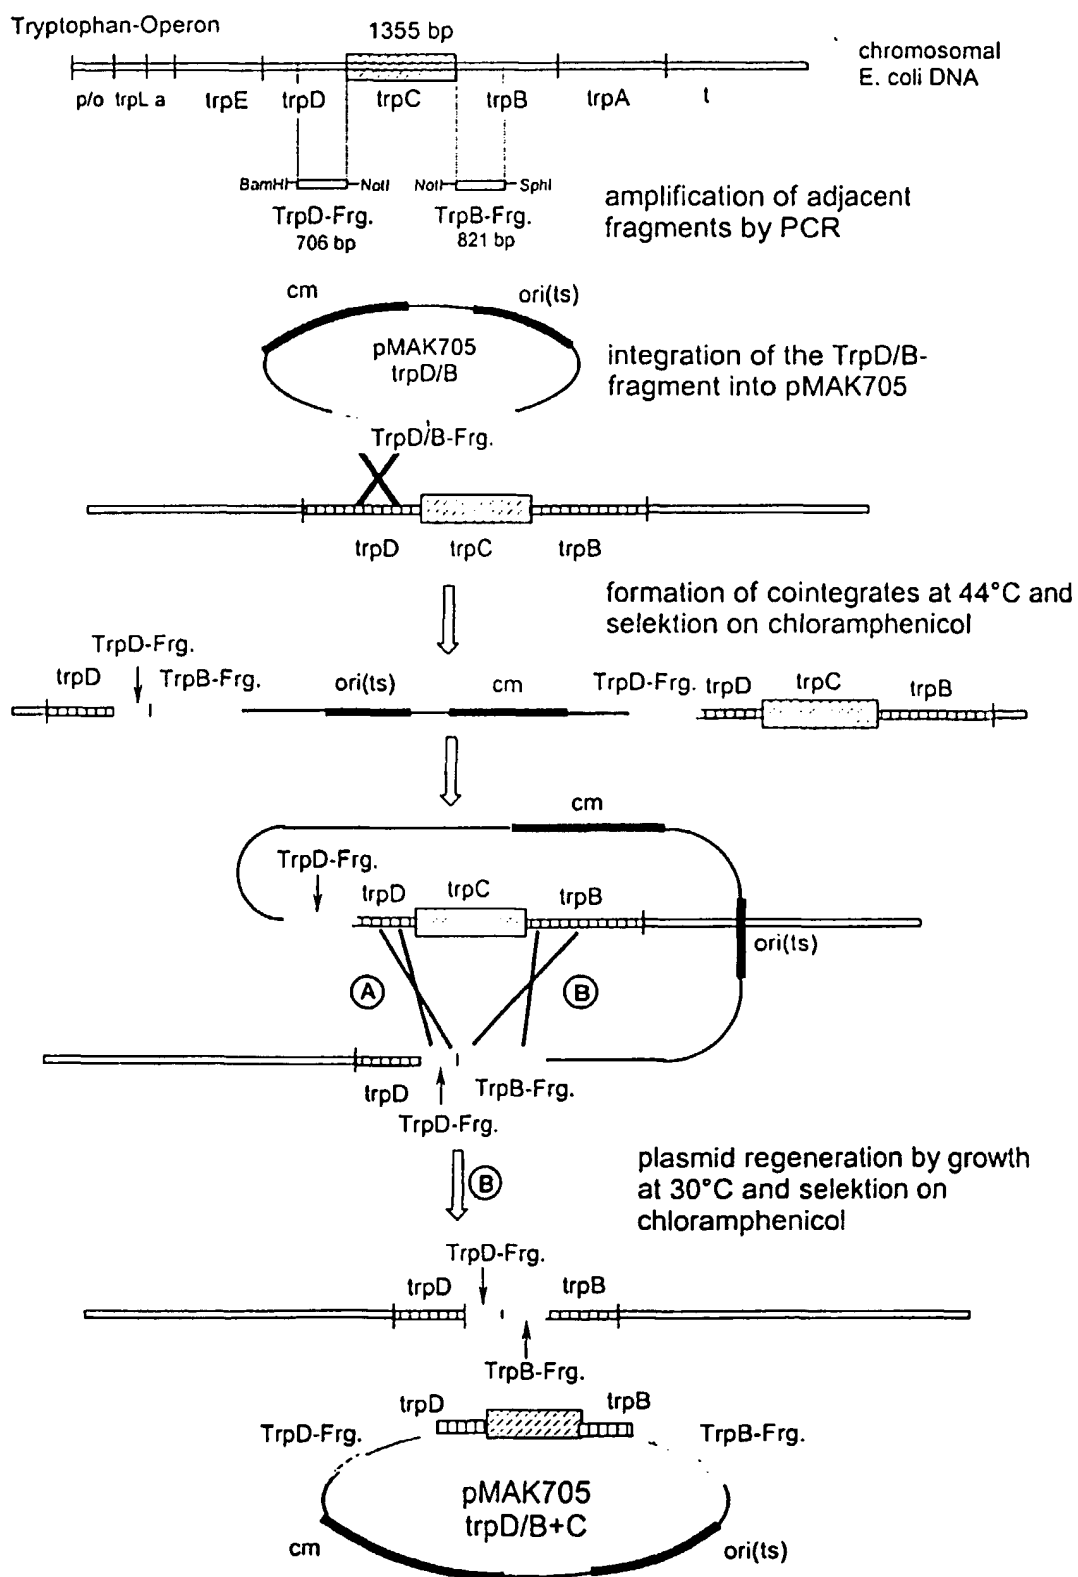 Tryptophan-Operon
1355 bp
chromosomal
E. coli DNA
p/o trpL a trpE trpD trpC trpB trpA t
BamHI NotI NotI SphI
TrpD-Frg. TrpB-Frg.
706 bp 821 bp
amplification of adjacent
fragments by PCR
cm ori(ts)
pMAK705
trpD/B
integration of the TrpD/B-
fragment into pMAK705
TrpD/B-Frg.
trpD trpC trpB
formation of cointegrates at 44°C and
selektion on chloramphenicol
TrpD-Frg.
trpD TrpB-Frg. ori(ts) cm TrpD-Frg. trpD trpC trpB
cm
TrpD-Frg.
trpD trpC trpB
ori(ts)
A B
trpD TrpB-Frg.
TrpD-Frg.
B
plasmid regeneration by growth
at 30°C and selektion on
chloramphenicol
TrpD-Frg.
trpD trpB
TrpB-Frg.
trpD trpB
TrpD-Frg. TrpB-Frg.
pMAK705
trpD/B+C
cm ori(ts)